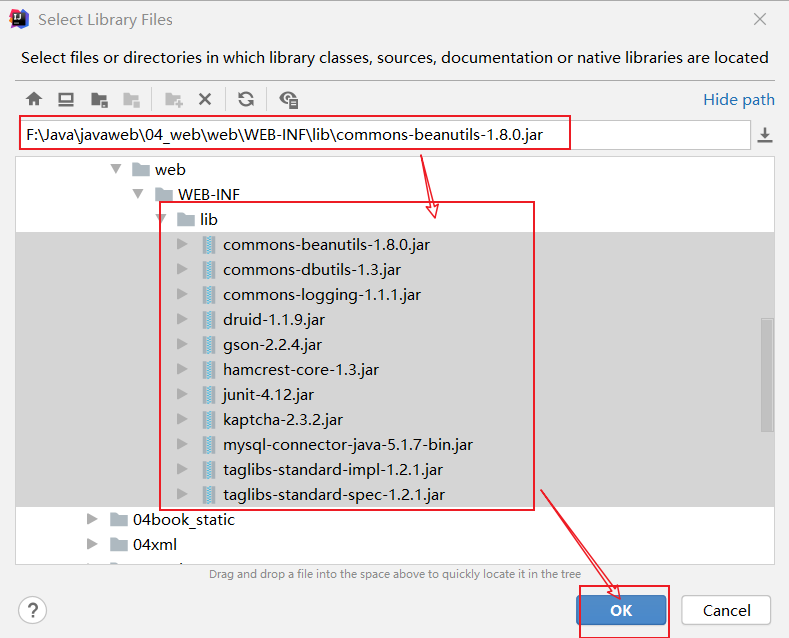 Select Library Files
Select files or directories in which library classes, sources, documentation or native libraries are located
Hide path
F:\Java\javaweb\04_web\web\WEB-INF\lib\commons-beanutils-1.8.0.jar
web
WEB-INF
lib
commons-beanutils-1.8.0.jar
commons-dbutils-1.3.jar
commons-logging-1.1.1.jar
druid-1.1.9.jar
gson-2.2.4.jar
hamcrest-core-1.3.jar
junit-4.12.jar
kaptcha-2.3.2.jar
mysql-connector-java-5.1.7-bin.jar
taglibs-standard-impl-1.2.1.jar
taglibs-standard-spec-1.2.1.jar
04book_static
04xml
Drag and drop a file into the space above to quickly locate it in the tree
? OK Cancel